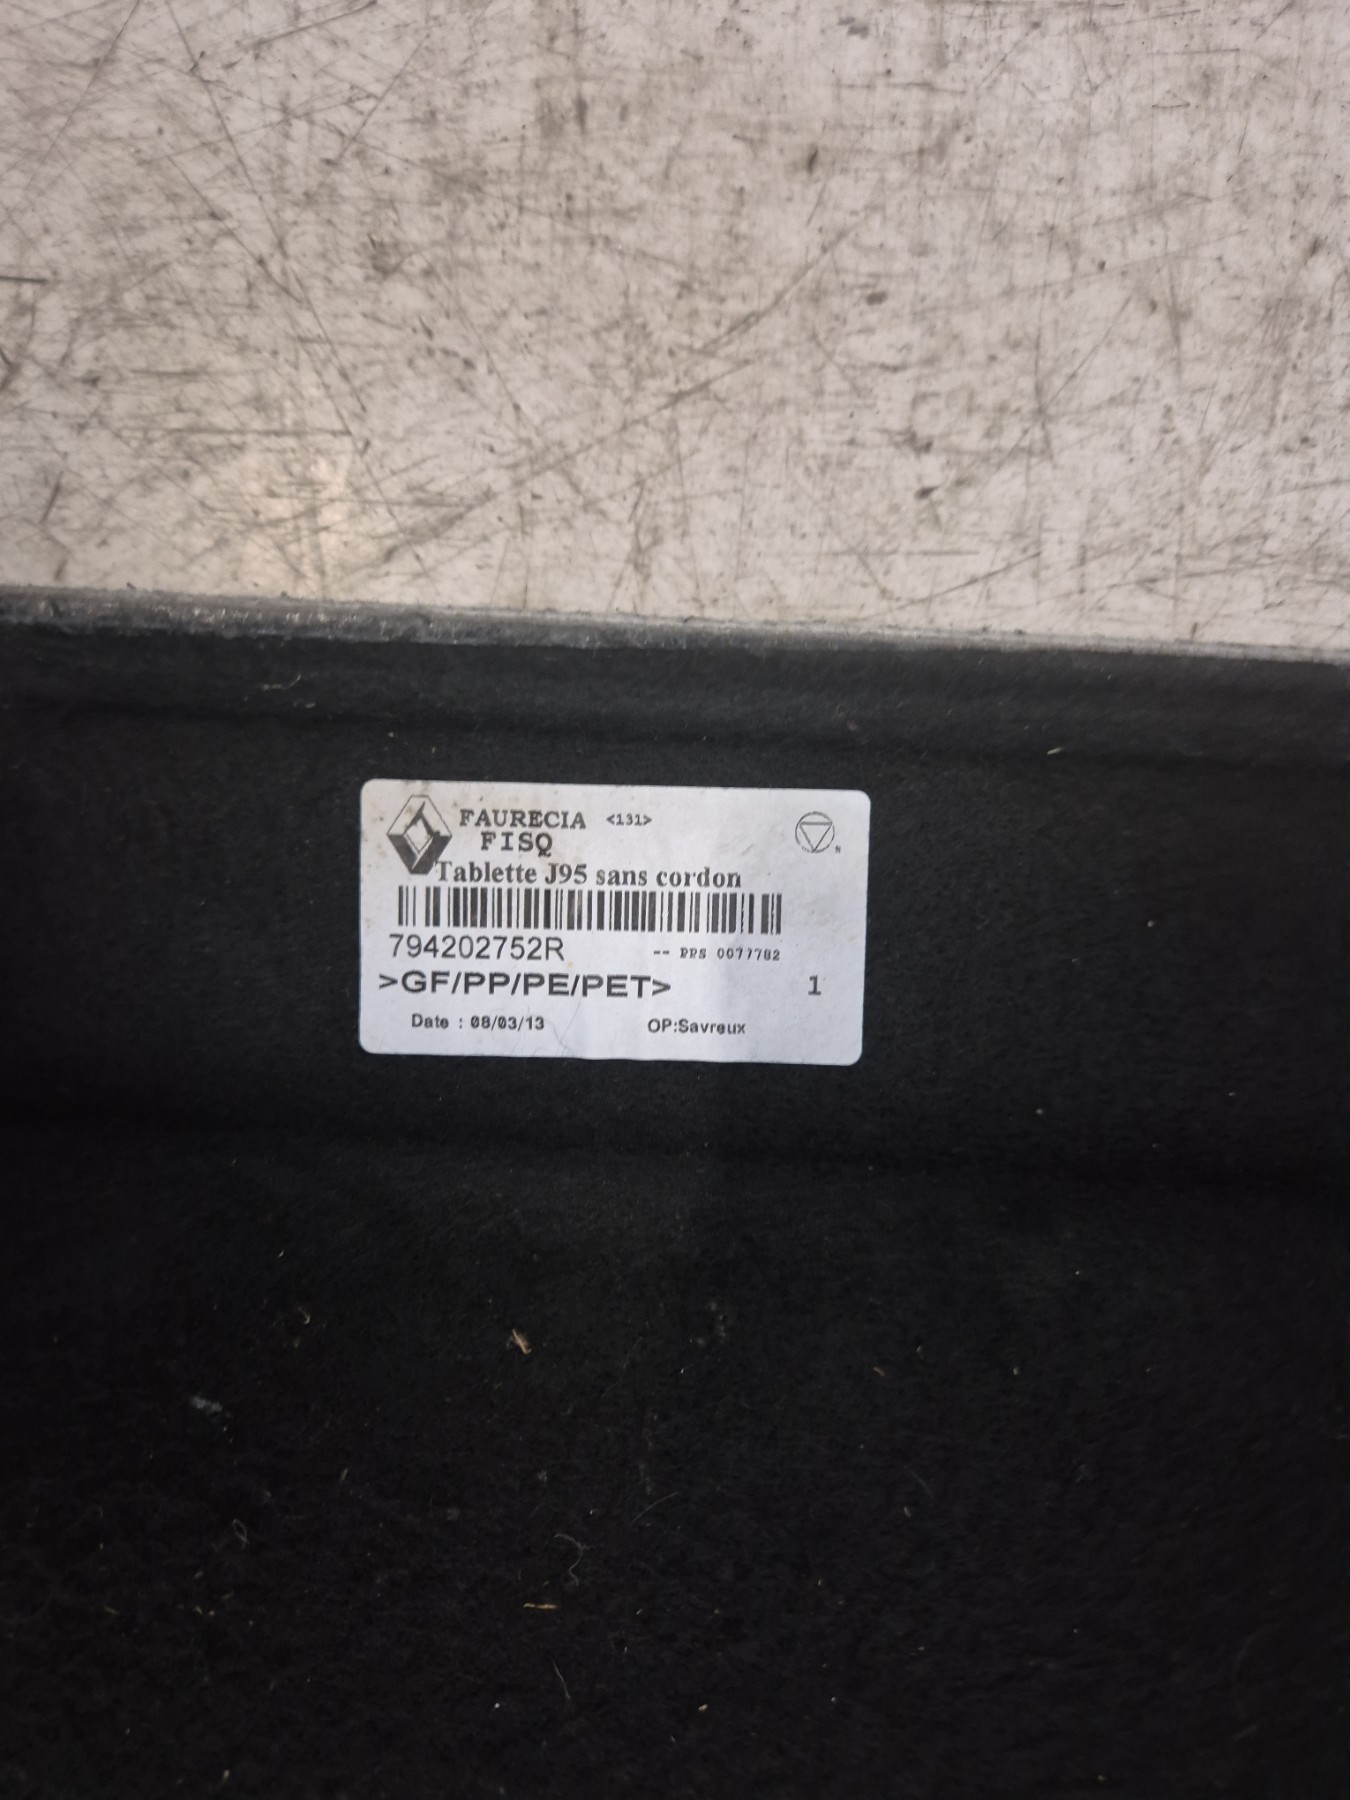 FAURECIA <131>
FISQ
Tablette J95 sans cordon
794202752R -- PPS 0077782
>GF/PP/PE/PET> 1
Date : 08/03/13 OP:Savreux